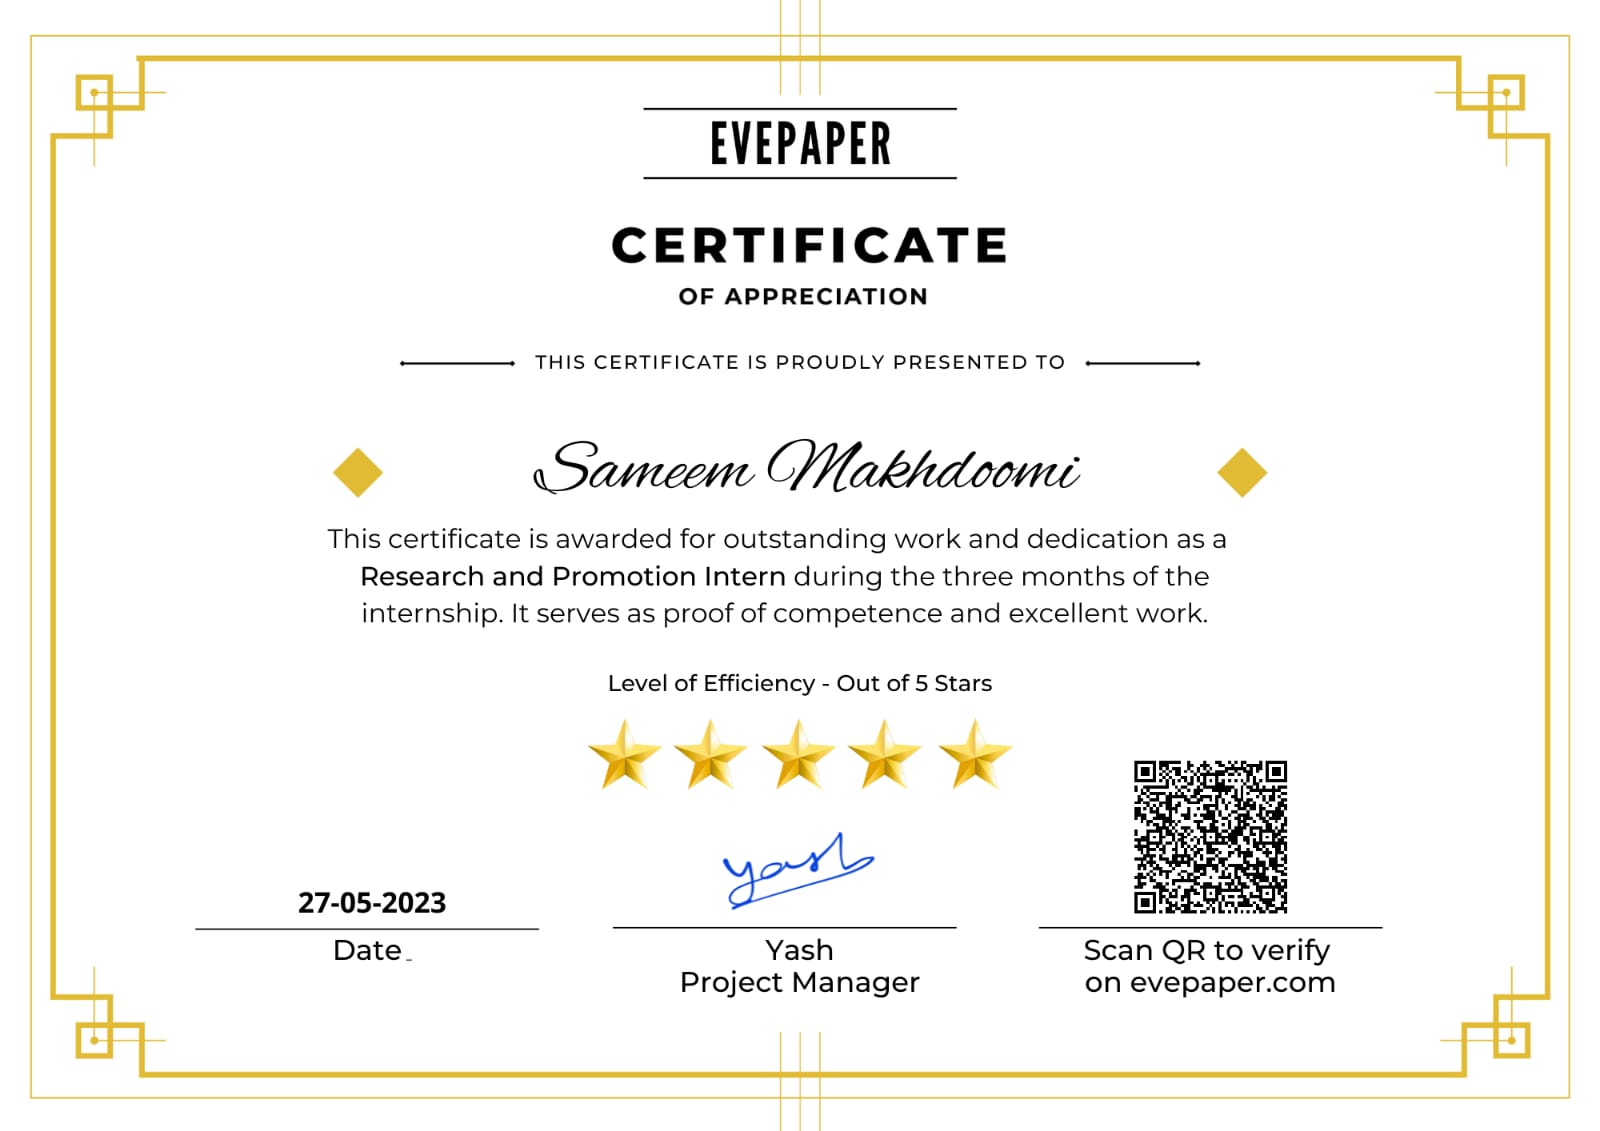 EVEPAPER
CERTIFICATE
OF APPRECIATION
THIS CERTIFICATE IS PROUDLY PRESENTED TO
Sameem Makhdoomi
This certificate is awarded for outstanding work and dedication as a
Research and Promotion Intern during the three months of the
internship. It serves as proof of competence and excellent work.
Level of Efficiency - Out of 5 Stars
yash
27-05-2023
Date_
Yash
Project Manager
Scan QR to verify
on evepaper.com